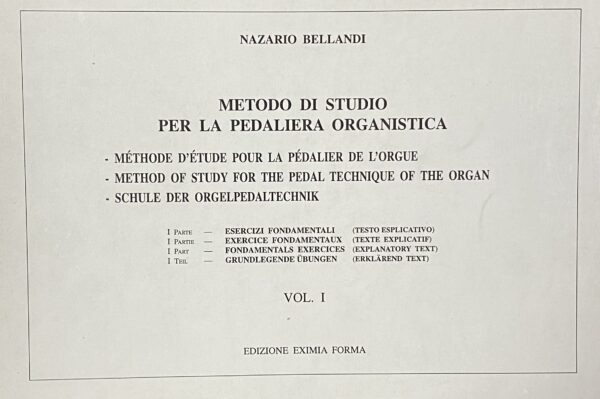 NAZARIO BELLANDI
METODO DI STUDIO
PER LA PEDALIERA ORGANISTICA
- MÉTHODE D'ÉTUDE POUR LA PÉDALIER DE L'ORGUE
- METHOD OF STUDY FOR THE PEDAL TECHNIQUE OF THE ORGAN
- SCHULE DER ORGELPEDALTECHNIK
I PARTE — ESERCIZI FONDAMENTALI (TESTO ESPLICATIVO)
I PARTIE — EXERCICE FONDAMENTAUX (TEXTE EXPLICATIF)
I PART — FONDAMENTALS EXERCICES (EXPLANATORY TEXT)
I TEIL — GRUNDLEGENDE ÜBUNGEN (ERKLÄREND TEXT)
VOL. I
EDIZIONE EXIMIA FORMA